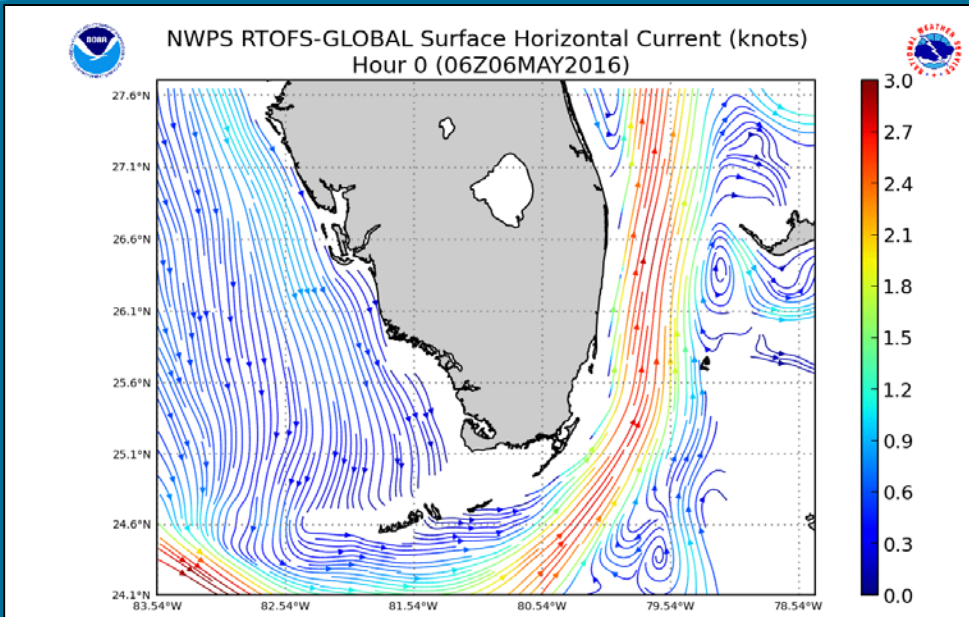 NWPS RTOFS-GLOBAL Surface Horizontal Current (knots)
Hour 0 (06Z06MAY2016)
NOAA
NATIONAL WEATHER SERVICE
27.6°N
27.1°N
26.6°N
26.1°N
25.6°N
25.1°N
24.6°N
24.1°N
83.54°W
82.54°W
81.54°W
80.54°W
79.54°W
78.54°W
3.0
2.7
2.4
2.1
1.8
1.5
1.2
0.9
0.6
0.3
0.0